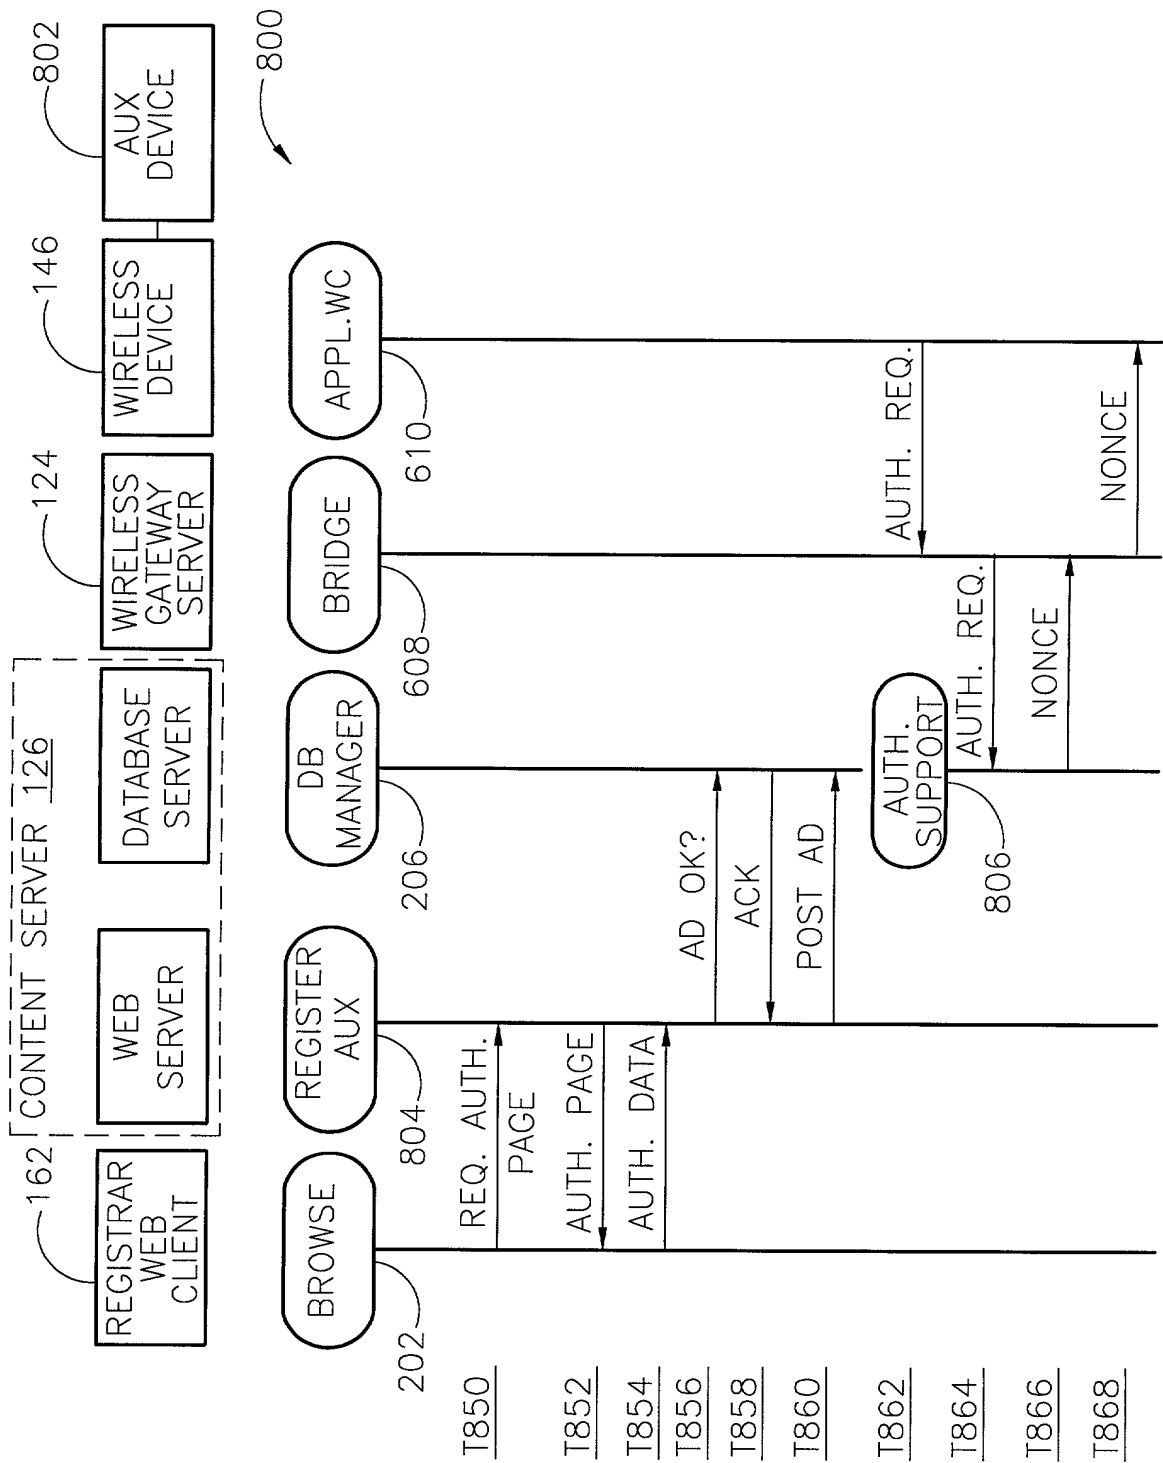 CONTENT SERVER 126
162
124
146
802
REGISTRAR
WEB
CLIENT
WEB
SERVER
DATABASE
SERVER
WIRELESS
GATEWAY
SERVER
WIRELESS
DEVICE
AUX
DEVICE
800
BROWSE
REGISTER
AUX
DB
MANAGER
BRIDGE
APPL.WC
202
804
206
608
610
T850
REQ. AUTH.
PAGE
T852
AUTH. PAGE
T854
AUTH. DATA
T856
AD OK?
T858
ACK
T860
POST AD
T862
AUTH.
SUPPORT
806
AUTH. REQ.
T864
AUTH. REQ.
T866
NONCE
T868
NONCE